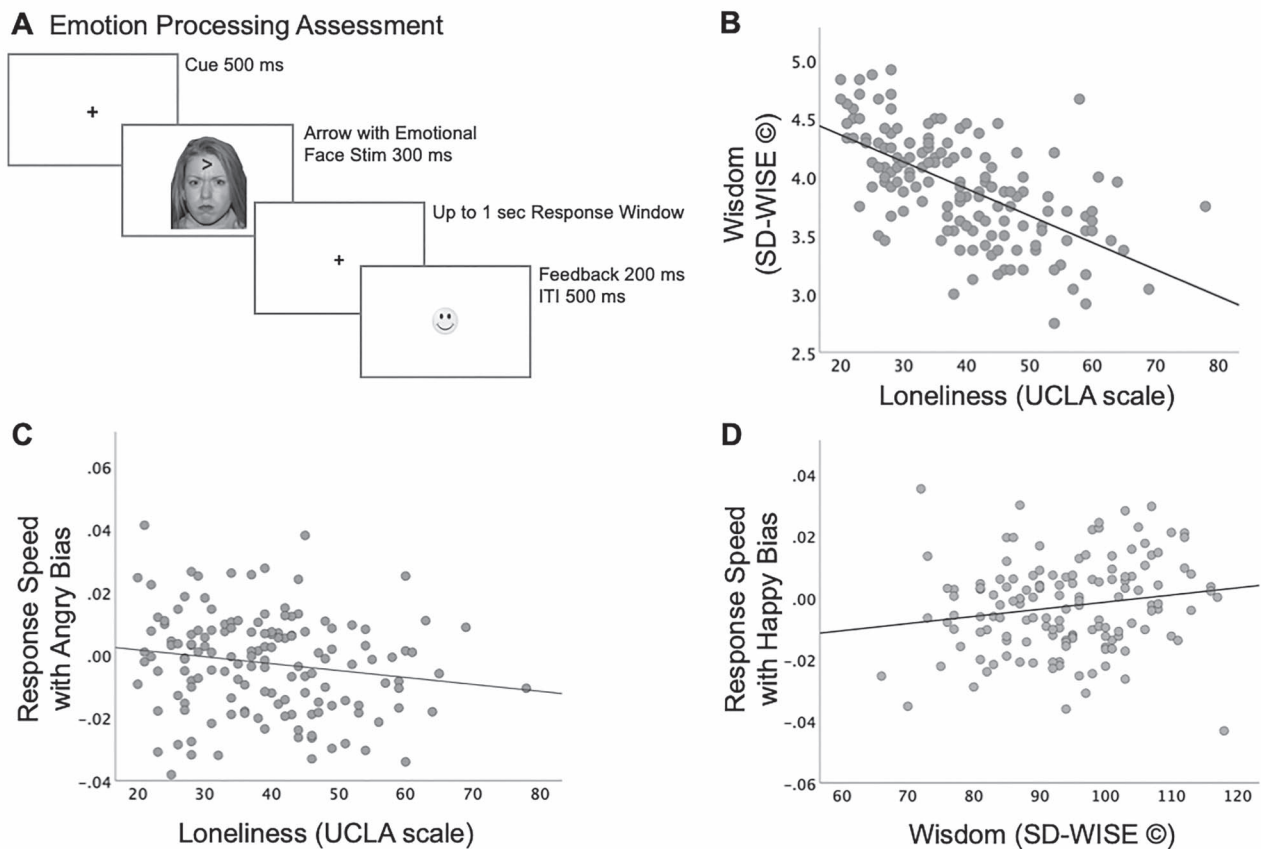 A Emotion Processing Assessment
Cue 500 ms
+
Arrow with Emotional
Face Stim 300 ms
>
Up to 1 sec Response Window
+
Feedback 200 ms
ITI 500 ms
B
Wisdom
(SD-WISE ©)
5.0
4.5
4.0
3.5
3.0
2.5
20 30 40 50 60 70 80
Loneliness (UCLA scale)
C
Response Speed
with Angry Bias
.06
.04
.02
.00
-.02
-.04
20 30 40 50 60 70 80
Loneliness (UCLA scale)
D
Response Speed
with Happy Bias
.04
.02
.00
-.02
-.04
-.06
60 70 80 90 100 110 120
Wisdom (SD-WISE ©)